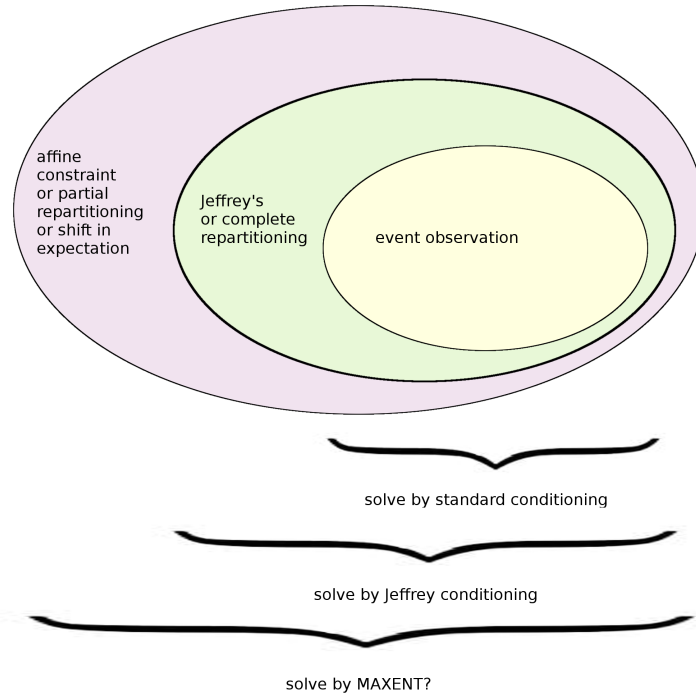 affine
constraint
or partial
repartitioning
or shift in
expectation
Jeffrey's
or complete
repartitioning
event observation
solve by standard conditioning
solve by Jeffrey conditioning
solve by MAXENT?